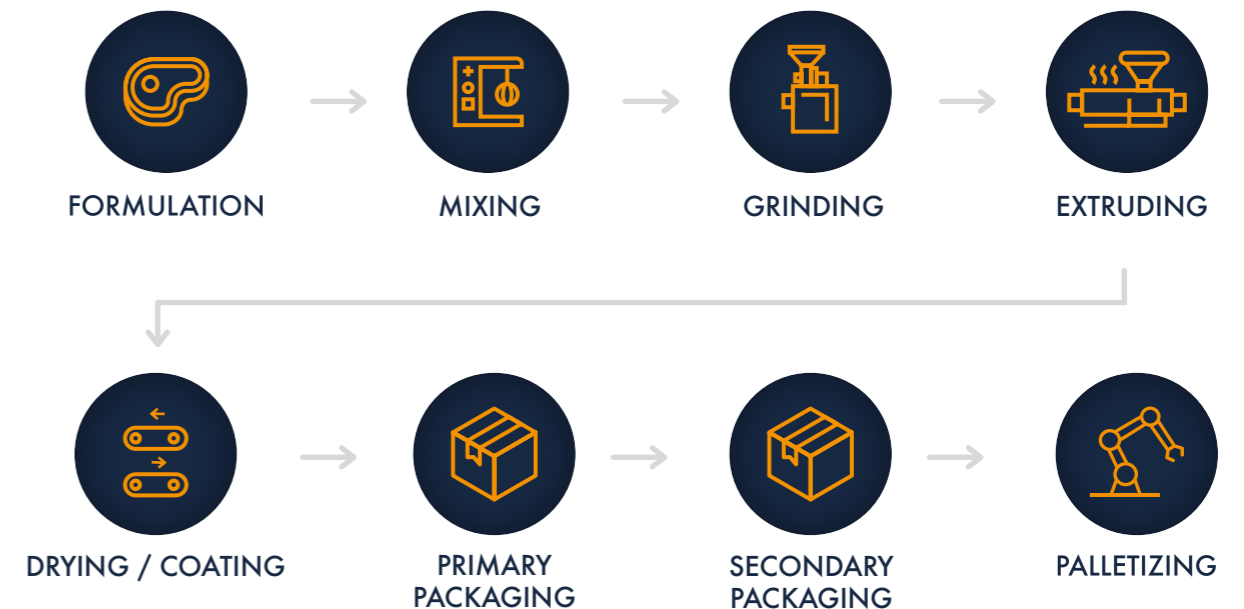 FORMULATION
MIXING
GRINDING
EXTRUDING
DRYING / COATING
PRIMARY
PACKAGING
SECONDARY
PACKAGING
PALLETIZING